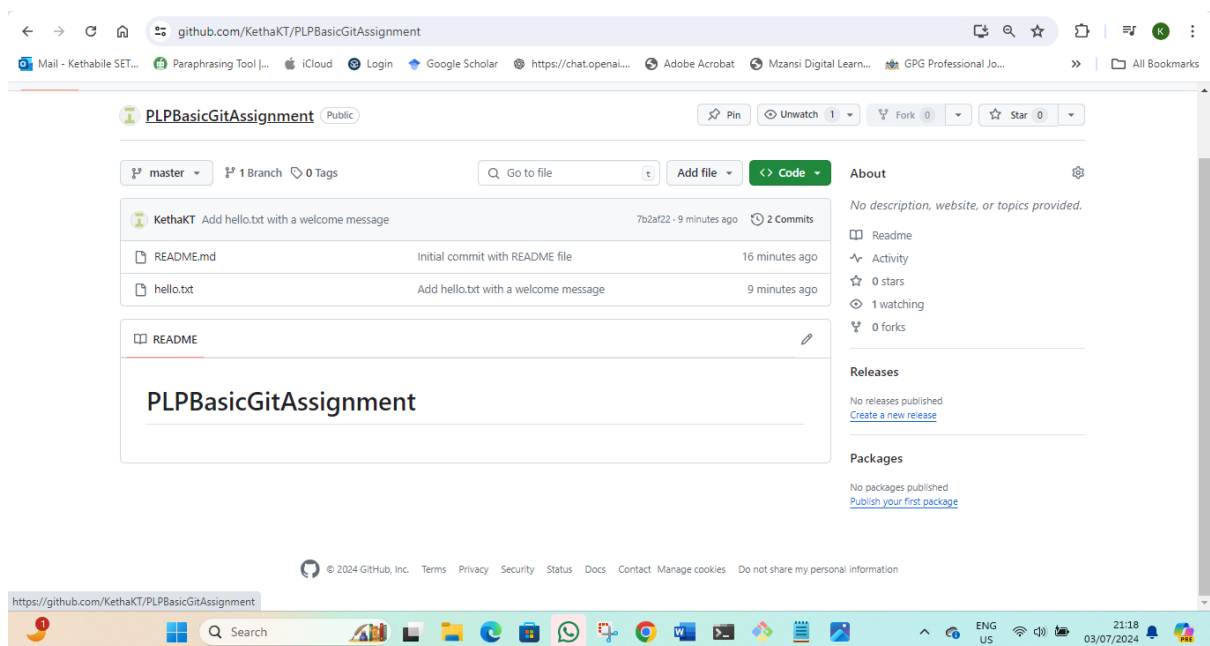 github.com/KethaKT/PLPBasicGitAssignment K
Mail - Kethabile SET... Paraphrasing Tool |... iCloud Login Google Scholar https://chat.openai.... Adobe Acrobat Mzansi Digital Learn... GPG Professional Jo... » All Bookmarks
PLPBasicGitAssignment Public Pin Unwatch 1 Fork 0 Star 0
master 1 Branch 0 Tags Go to file t Add file <> Code About
No description, website, or topics provided.
KethaKT Add hello.txt with a welcome message 7b2af22 · 9 minutes ago 2 Commits
Readme
README.md Initial commit with README file 16 minutes ago
Activity
0 stars
hello.txt Add hello.txt with a welcome message 9 minutes ago
1 watching
0 forks
README
Releases
No releases published
Create a new release
PLPBasicGitAssignment
Packages
No packages published
Publish your first package
© 2024 GitHub, Inc. Terms Privacy Security Status Docs Contact Manage cookies Do not share my personal information
https://github.com/KethaKT/PLPBasicGitAssignment
1 Search ENG US 21:18 03/07/2024 PRE